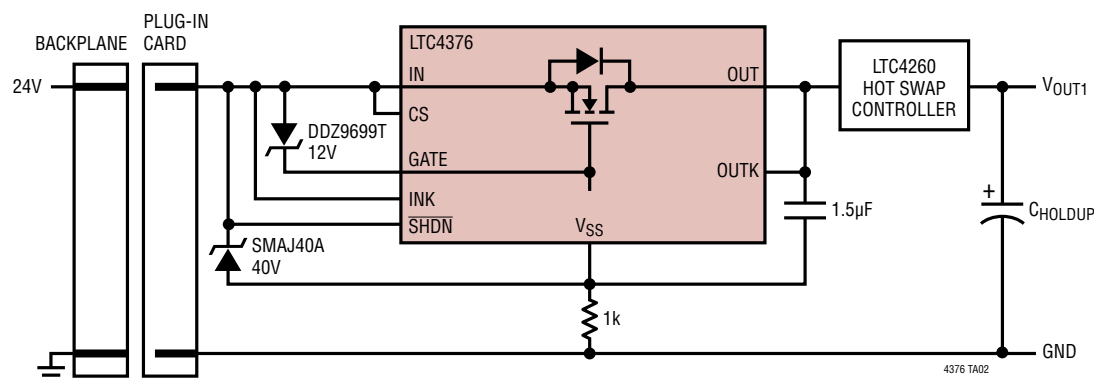 BACKPLANE
PLUG-IN
CARD
24V
LTC4376
IN
OUT
CS
DDZ9699T
12V
GATE
OUTK
INK
SHDN
VSS
SMAJ40A
40V
1.5µF
1k
LTC4260
HOT SWAP
CONTROLLER
VOUT1
+
CHOLDUP
GND
4376 TA02